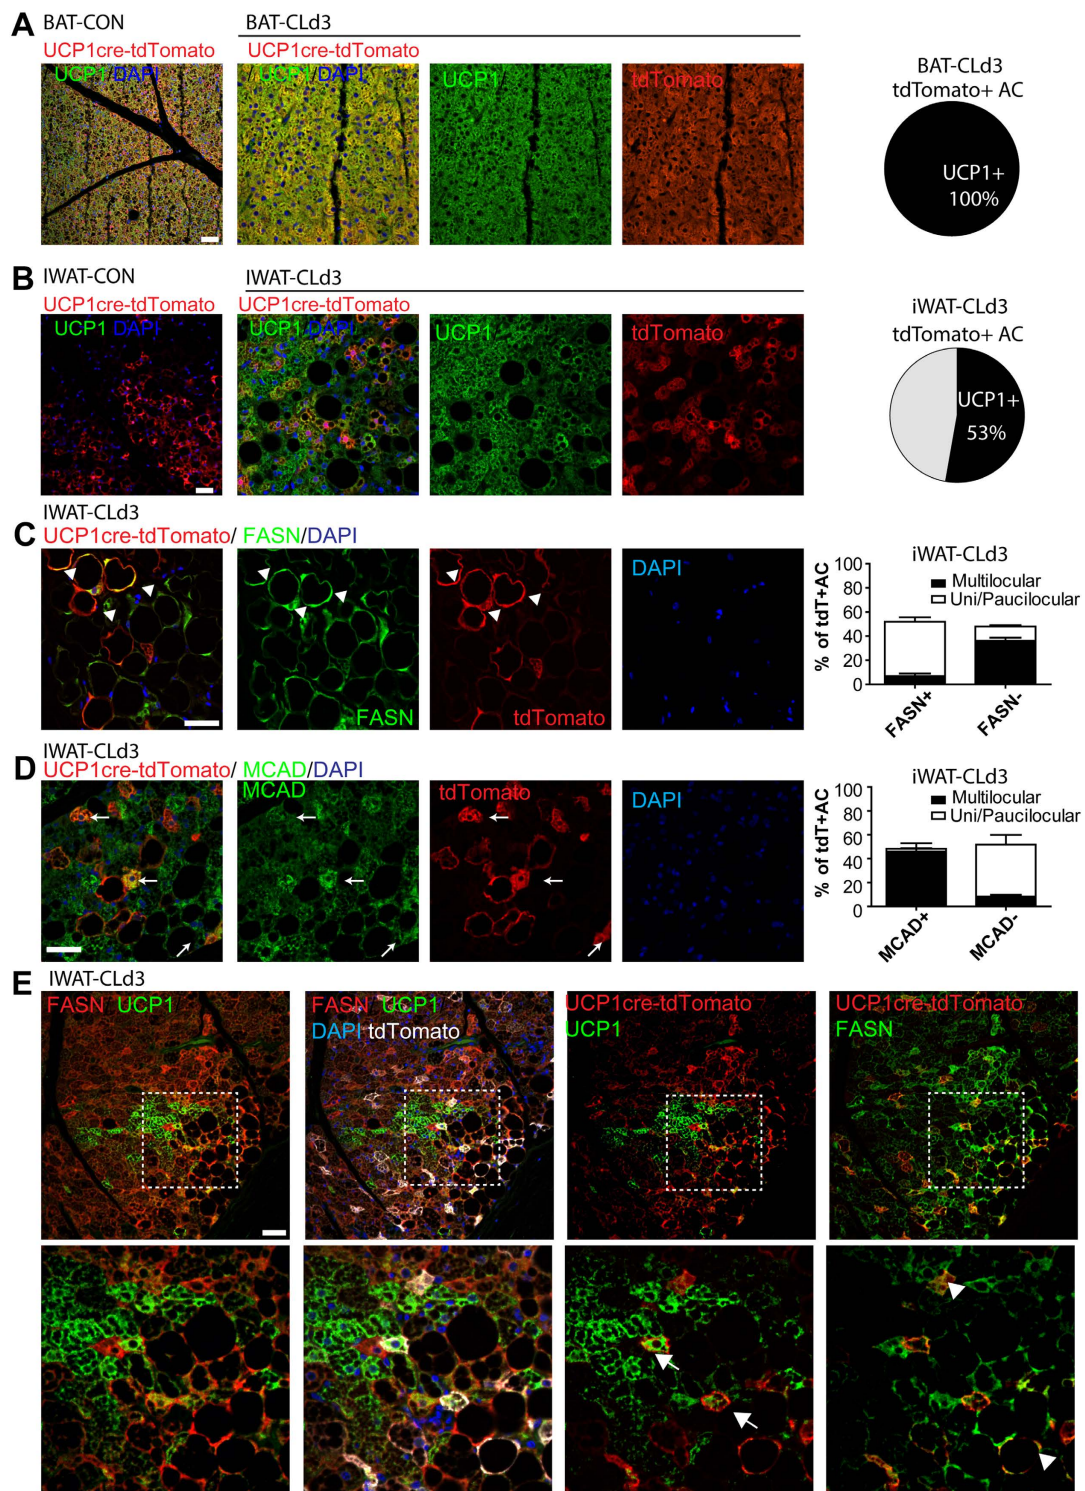 A
BAT-CON
BAT-CLd3
UCP1cre-tdTomato
UCP1cre-tdTomato
UCP1/DAPI
/ UCP1/DAPI
UCP1
tdTomato
BAT-CLd3
tdTomato+ AC
UCP1+
100%
B
IWAT-CON
IWAT-CLd3
UCP1cre-tdTomato
UCP1cre-tdTomato
UCP1 DAPI
UCP1 DAPI
UCP1
tdTomato
iWAT-CLd3
tdTomato+ AC
UCP1+
53%
C
IWAT-CLd3
UCP1cre-tdTomato/ FASN/DAPI
FASN
tdTomato
DAPI
iWAT-CLd3
Multilocular
Uni/Paucilocular
% of tdT+AC
100
80
60
40
20
0
FASN+
FASN-
D
IWAT-CLd3
UCP1cre-tdTomato/ MCAD/DAPI
MCAD
tdTomato
DAPI
iWAT-CLd3
Multilocular
Uni/Paucilocular
% of tdT+AC
100
80
60
40
20
0
MCAD+
MCAD-
E
IWAT-CLd3
FASN UCP1
FASN UCP1
DAPI tdTomato
UCP1cre-tdTomato
UCP1
UCP1cre-tdTomato
FASN